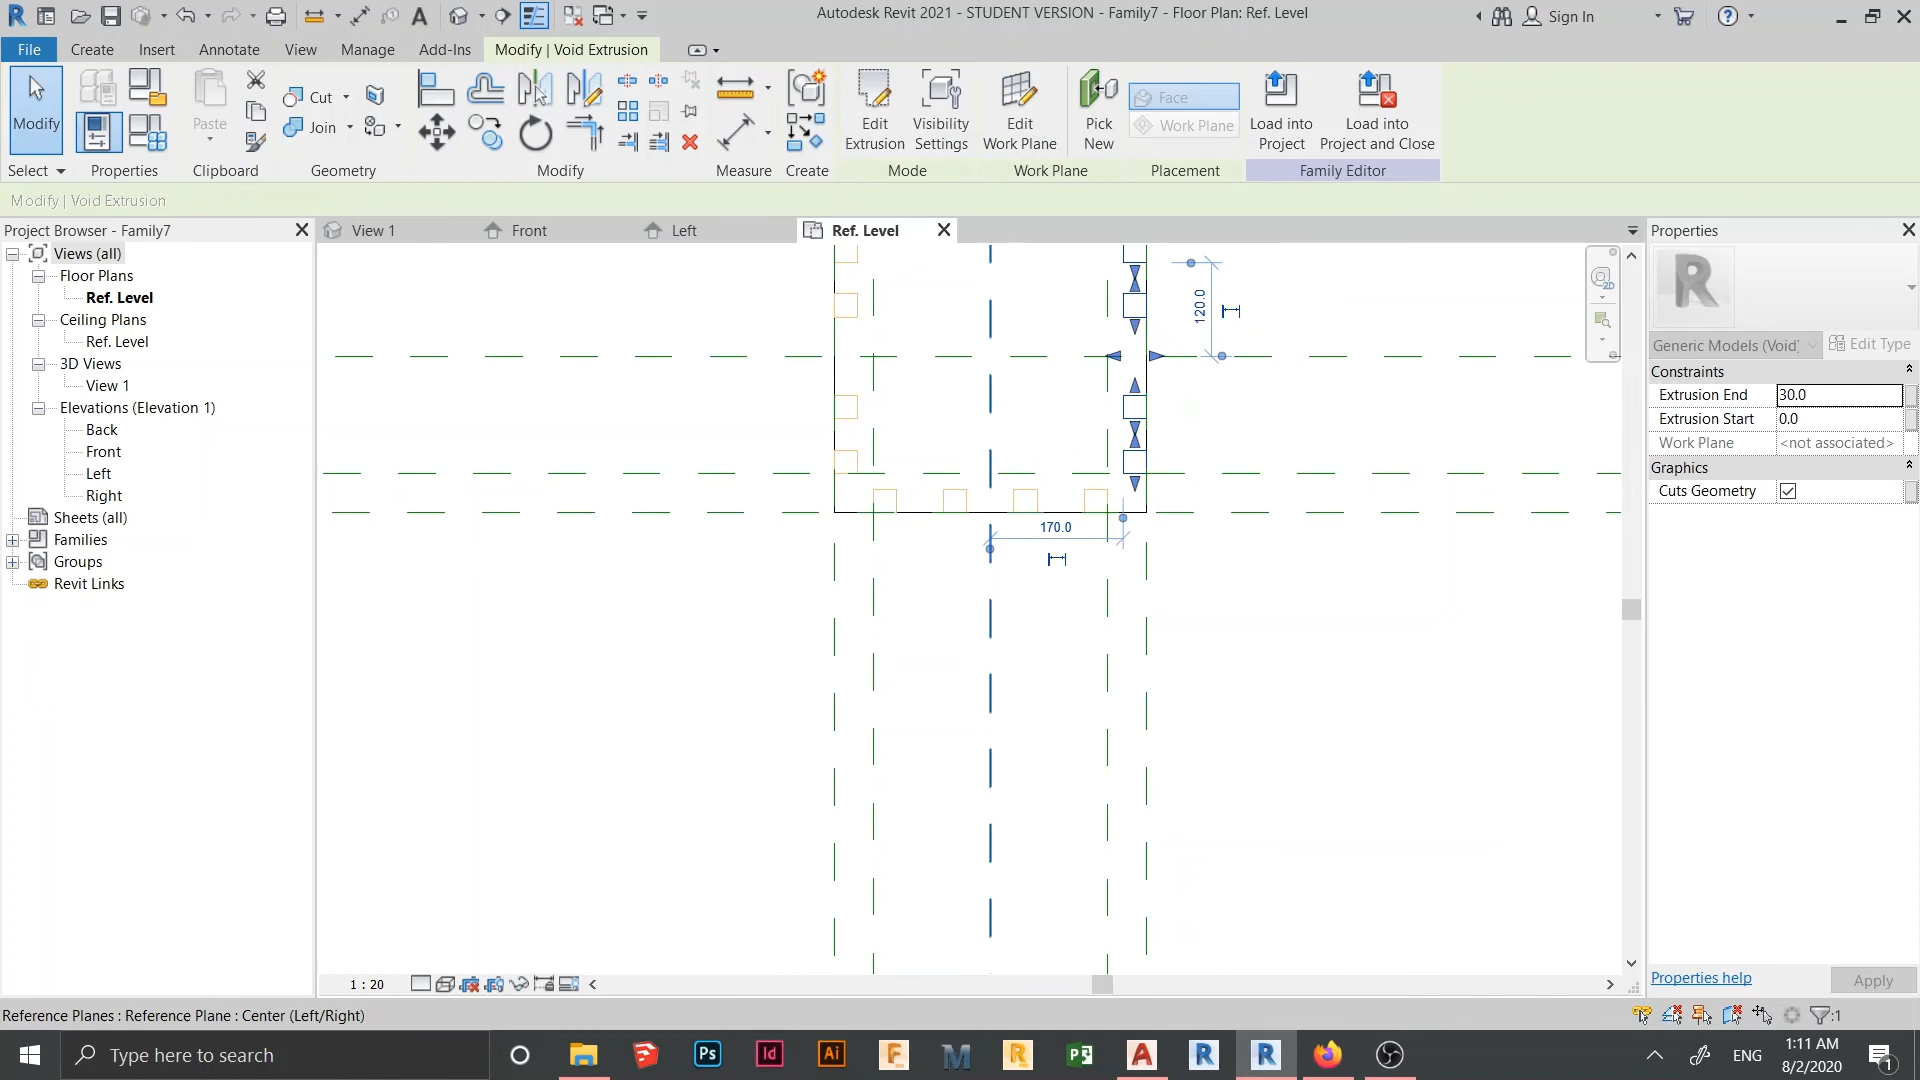 Autodesk Revit 2021 - STUDENT VERSION - Family7 - Floor Plan: Ref. Level
Sign In
File
Create
Insert
Annotate
View
Manage
Add-Ins
Modify | Void Extrusion
Modify
Paste
Cut
Join
Edit Extrusion
Visibility Settings
Edit Work Plane
Pick New
Face
Work Plane
Load into Project
Load into Project and Close
Select
Properties
Clipboard
Geometry
Modify
Measure
Create
Mode
Work Plane
Placement
Family Editor
Modify | Void Extrusion
Project Browser - Family7
Views (all)
Floor Plans
Ref. Level
Ceiling Plans
Ref. Level
3D Views
View 1
Elevations (Elevation 1)
Back
Front
Left
Right
Sheets (all)
Families
Groups
Revit Links
View 1
Front
Left
Ref. Level
120.0
170.0
2D
Properties
R
Generic Models (Void)
Edit Type
Constraints
Extrusion End 30.0
Extrusion Start 0.0
Work Plane <not associated>
Graphics
Cuts Geometry
Properties help
Apply
1 : 20
Reference Planes : Reference Plane : Center (Left/Right)
:1
Type here to search
Ps
Id
Ai
F
M
R
P
A
R
R
ENG
1:11 AM
8/2/2020
1